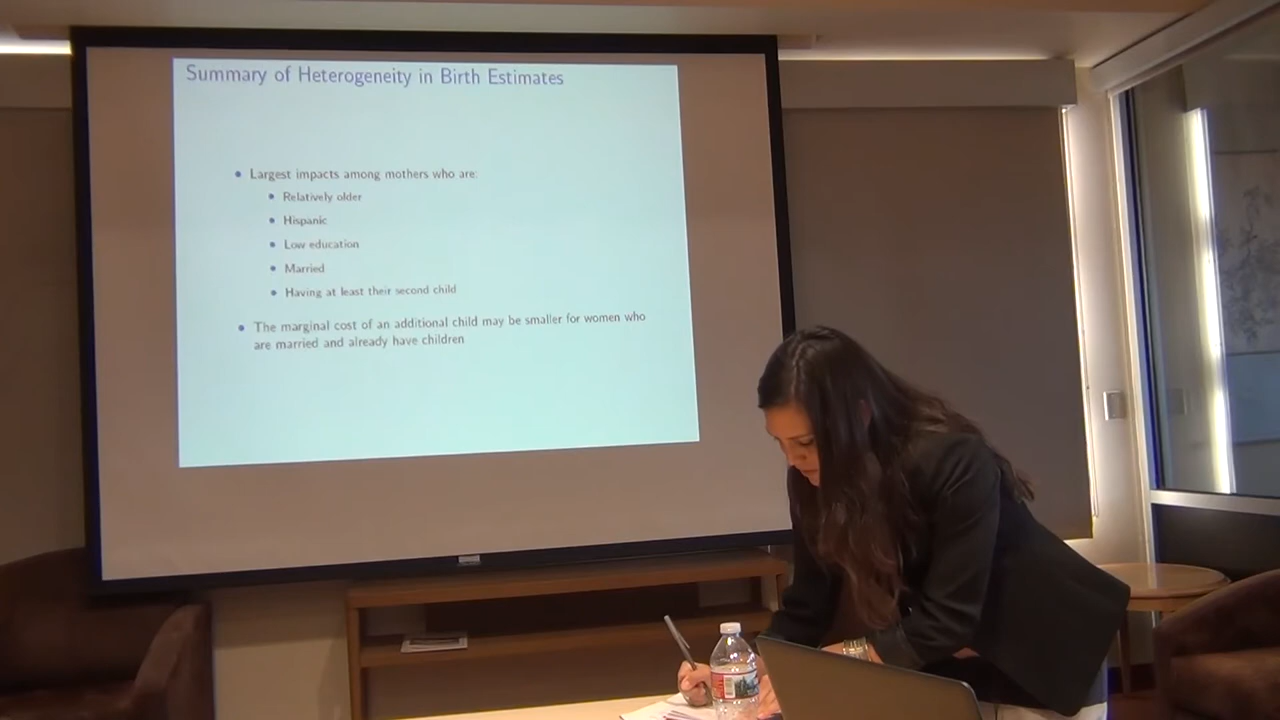 Summary of Heterogeneity in Birth Estimates
Largest impacts among mothers who are:
Relatively older
Hispanic
Low education
Married
Having at least their second child
The marginal cost of an additional child may be smaller for women who
are married and already have children